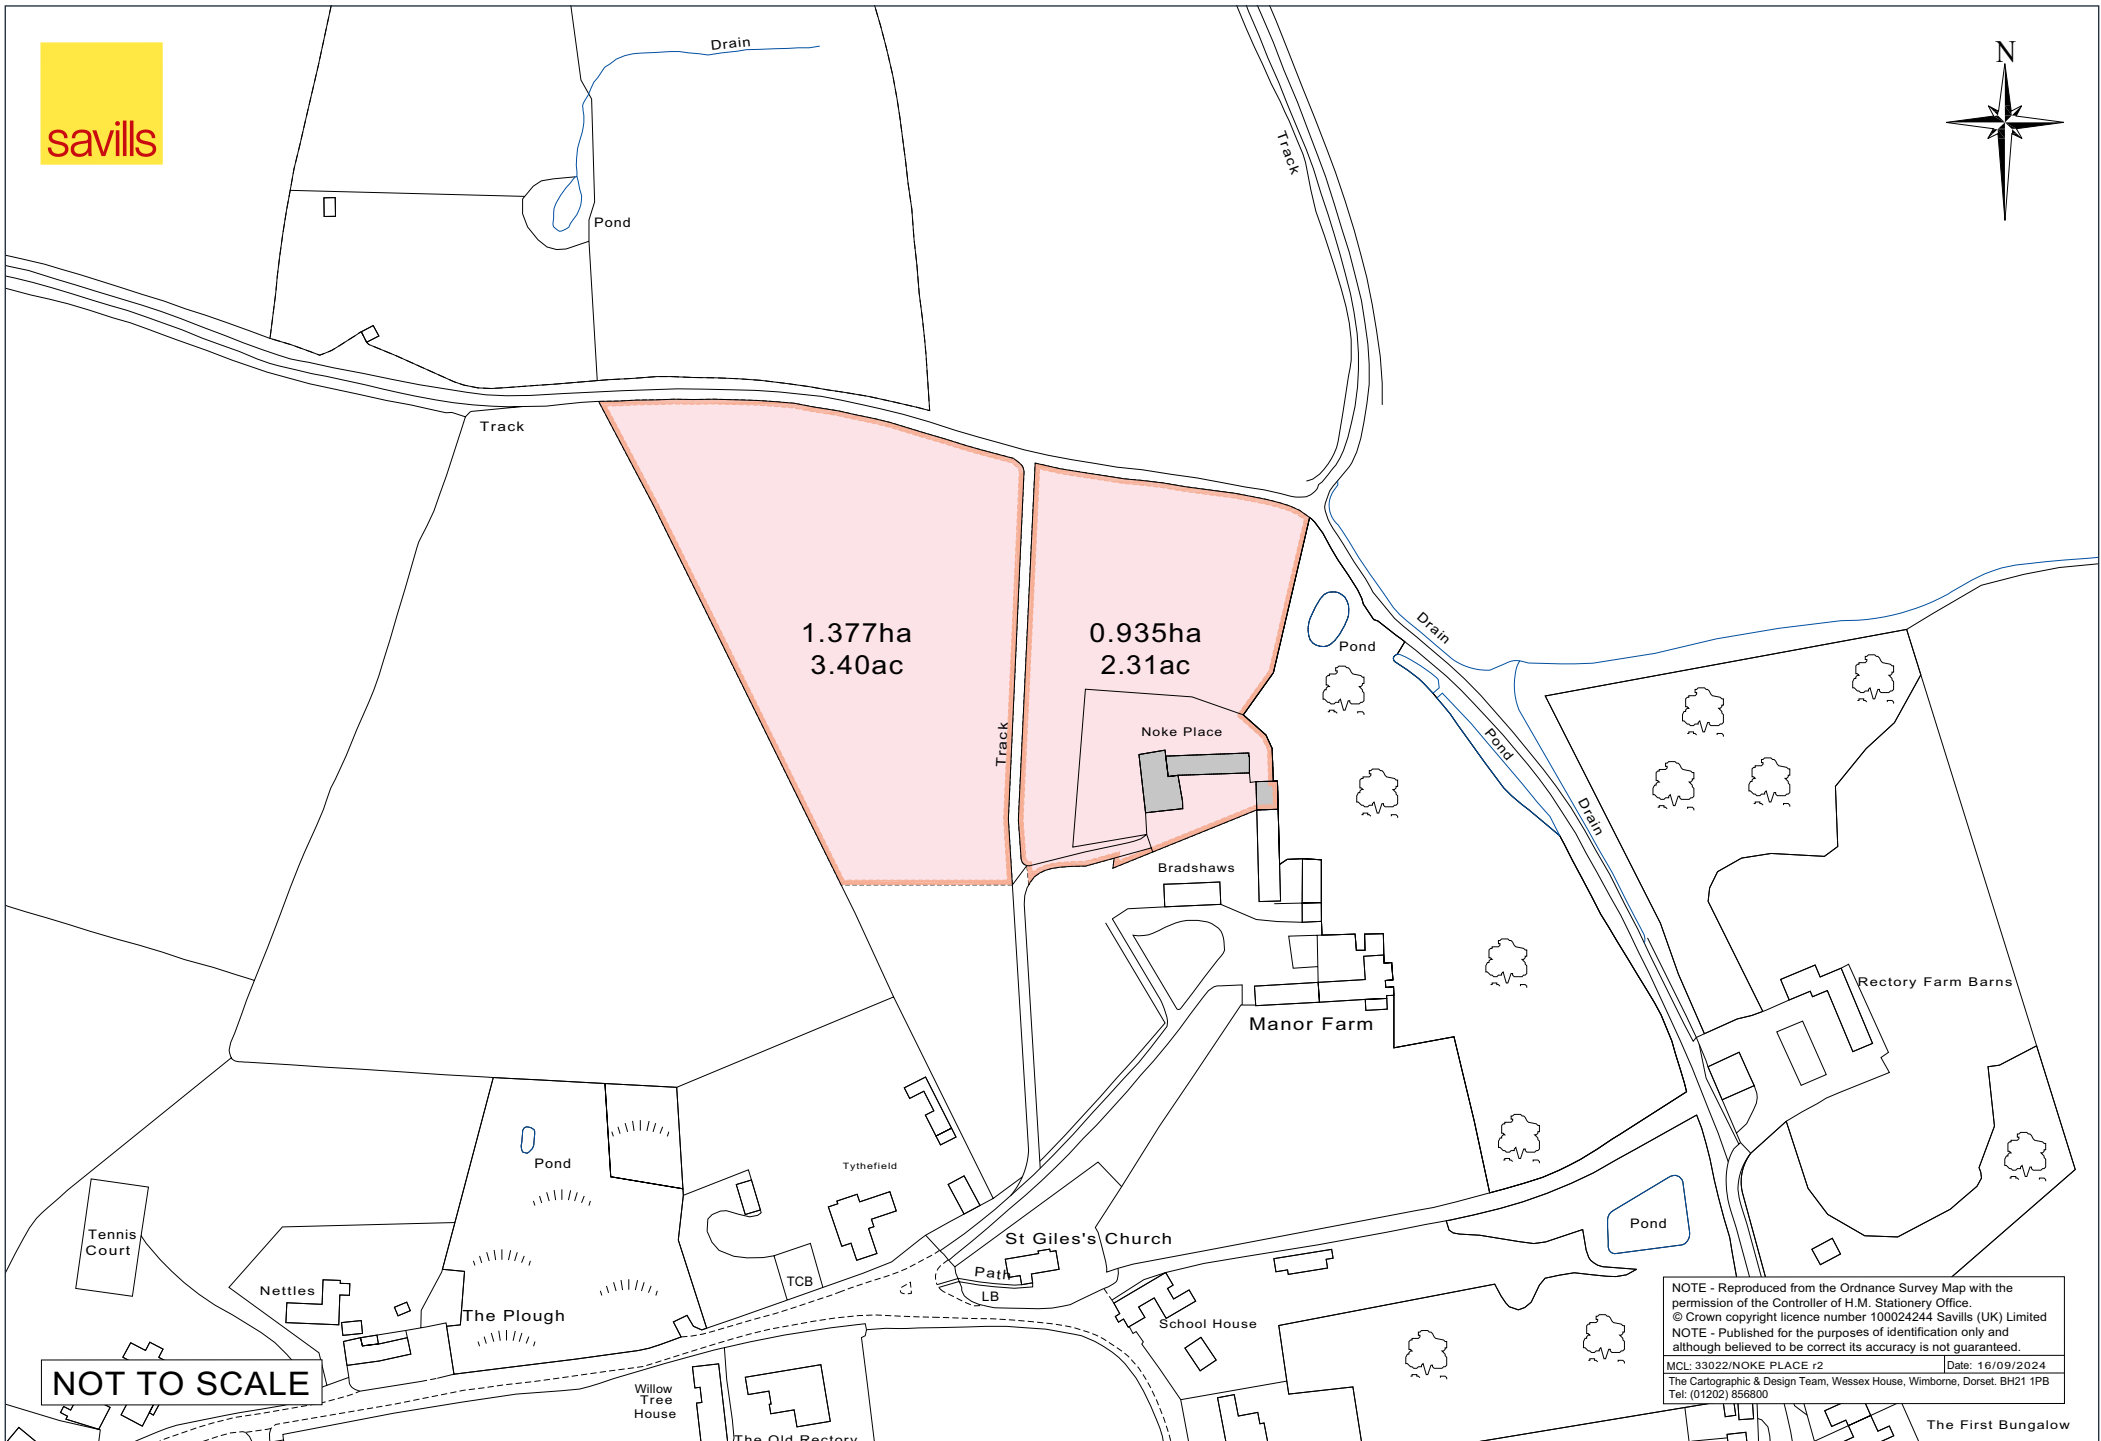 Drain
N
savills
Track
Pond
Track
1.377ha
3.40ac
0.935ha
2.31ac
Drain
Pond
Track
Noke Place
Pond
Drain
Bradshaws
Rectory Farm Barns
Manor Farm
Pond
Tythefield
Tennis
Court
St Giles's Church
Pond
Path
TCB
LB
Nettles
The Plough
School House
NOTE - Reproduced from the Ordnance Survey Map with the
permission of the Controller of H.M. Stationery Office.
© Crown copyright licence number 100024244 Savills (UK) Limited
NOTE - Published for the purposes of identification only and
although believed to be correct its accuracy is not guaranteed.
MCL: 33022/NOKE PLACE r2
Date: 16/09/2024
The Cartographic & Design Team, Wessex House, Wimborne, Dorset. BH21 1PB
Tel: (01202) 856800
NOT TO SCALE
Willow
Tree
House
The Old Rectory
The First Bungalow